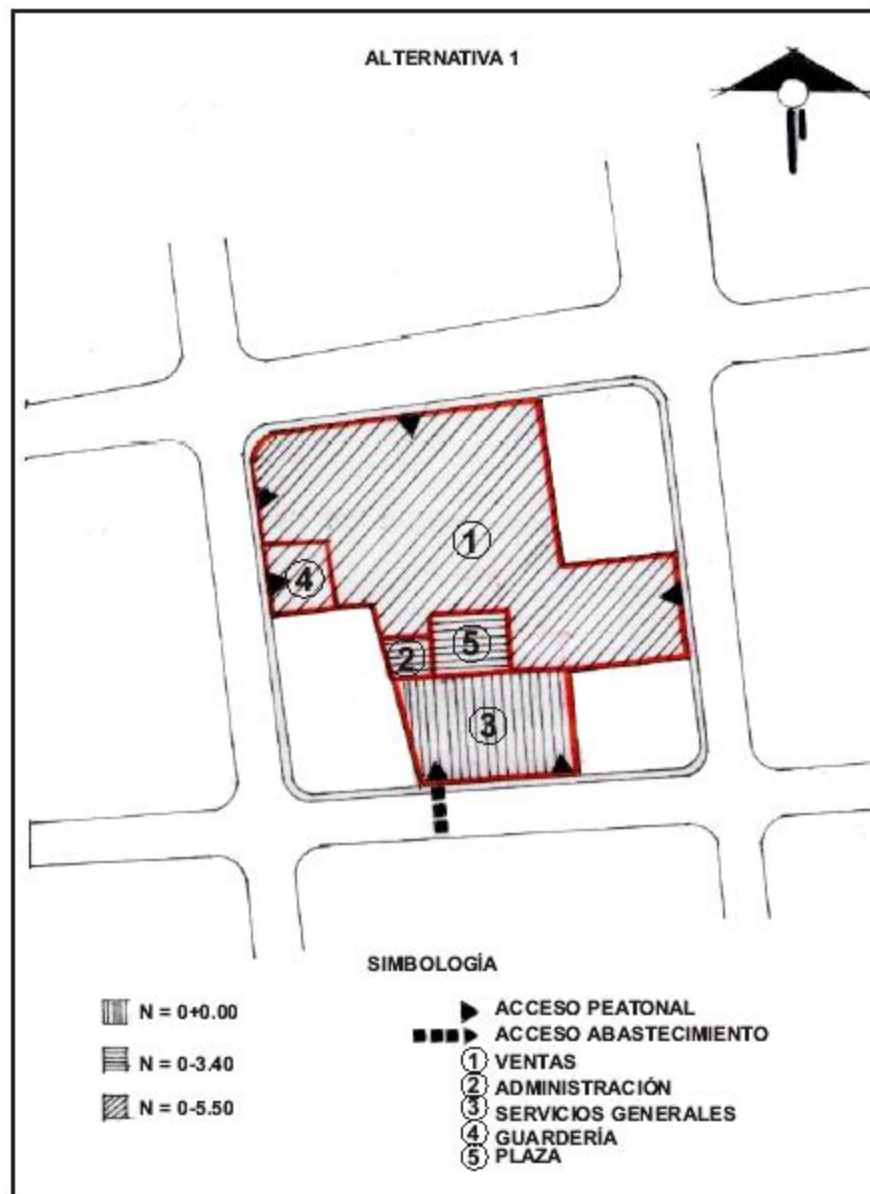 ALTERNATIVA 1
1
4
5
2
3
SIMBOLOGÍA
N = 0+0.00
N = 0-3.40
N = 0-5.50
ACCESO PEATONAL
ACCESO ABASTECIMIENTO
1 VENTAS
2 ADMINISTRACIÓN
3 SERVICIOS GENERALES
4 GUARDERÍA
5 PLAZA